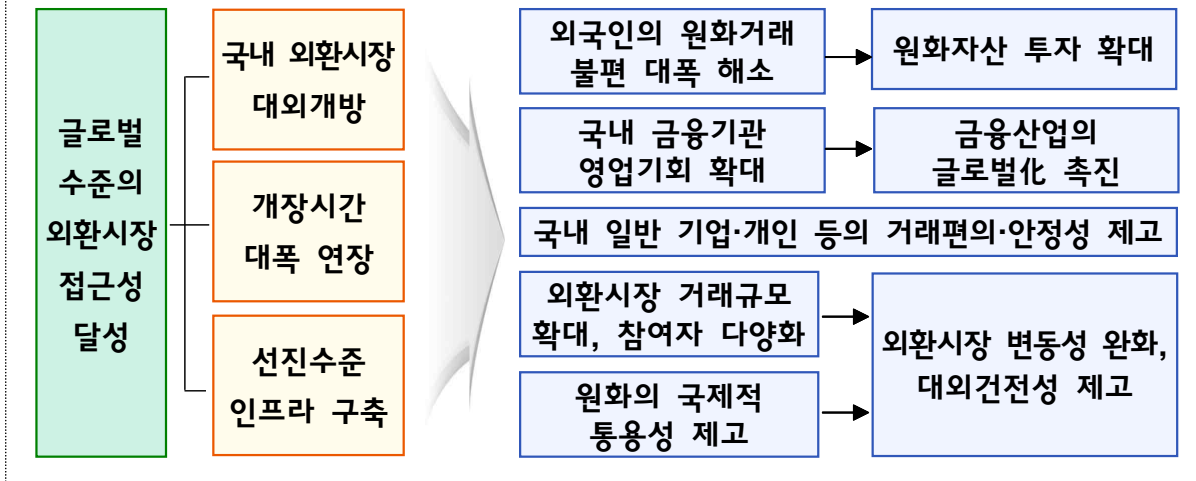 글로벌
수준의
외환시장
접근성
달성
국내 외환시장
대외개방
개장시간
대폭 연장
선진수준
인프라 구축
외국인의 원화거래
불편 대폭 해소
원화자산 투자 확대
국내 금융기관
영업기회 확대
금융산업의
글로벌化 촉진
국내 일반 기업·개인 등의 거래편의·안정성 제고
외환시장 거래규모
확대, 참여자 다양화
원화의 국제적
통용성 제고
외환시장 변동성 완화,
대외건전성 제고